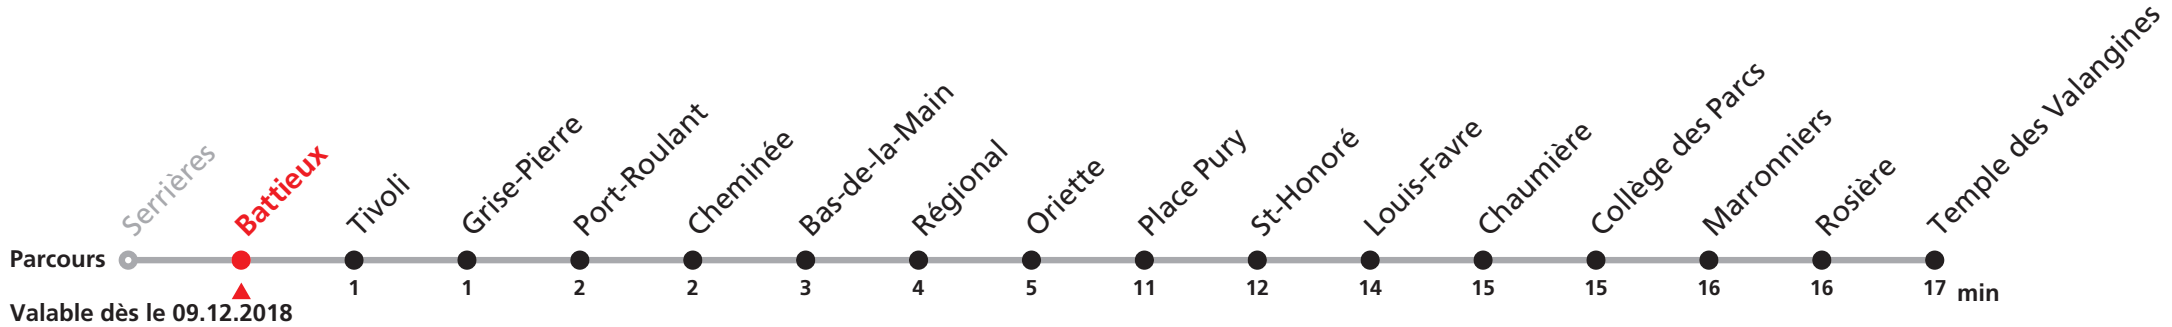 Serrières
Battieux
Tivoli
Grise-Pierre
Port-Roulant
Cheminée
Bas-de-la-Main
Régional
Oriette
Place Pury
St-Honoré
Louis-Favre
Chaumière
Collège des Parcs
Marronniers
Rosière
Temple des Valangines
Parcours
1 1 2 2 3 4 5 11 12 14 15 15 16 16 17 min
Valable dès le 09.12.2018